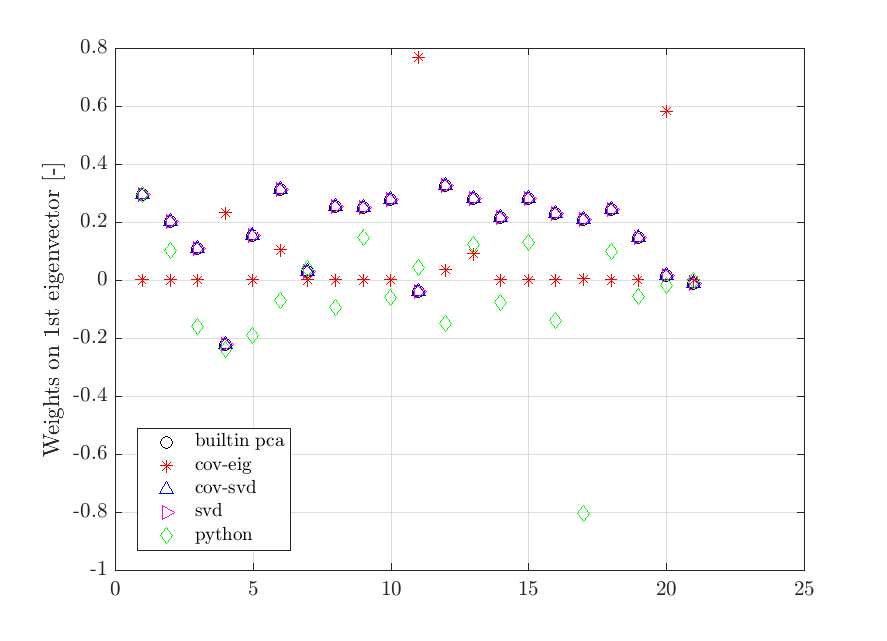 0.8
0.6
0.4
0.2
0
-0.2
-0.4
-0.6
-0.8
-1
Weights on 1st eigenvector [-]
builtin pca
cov-eig
cov-svd
svd
python
0 5 10 15 20 25